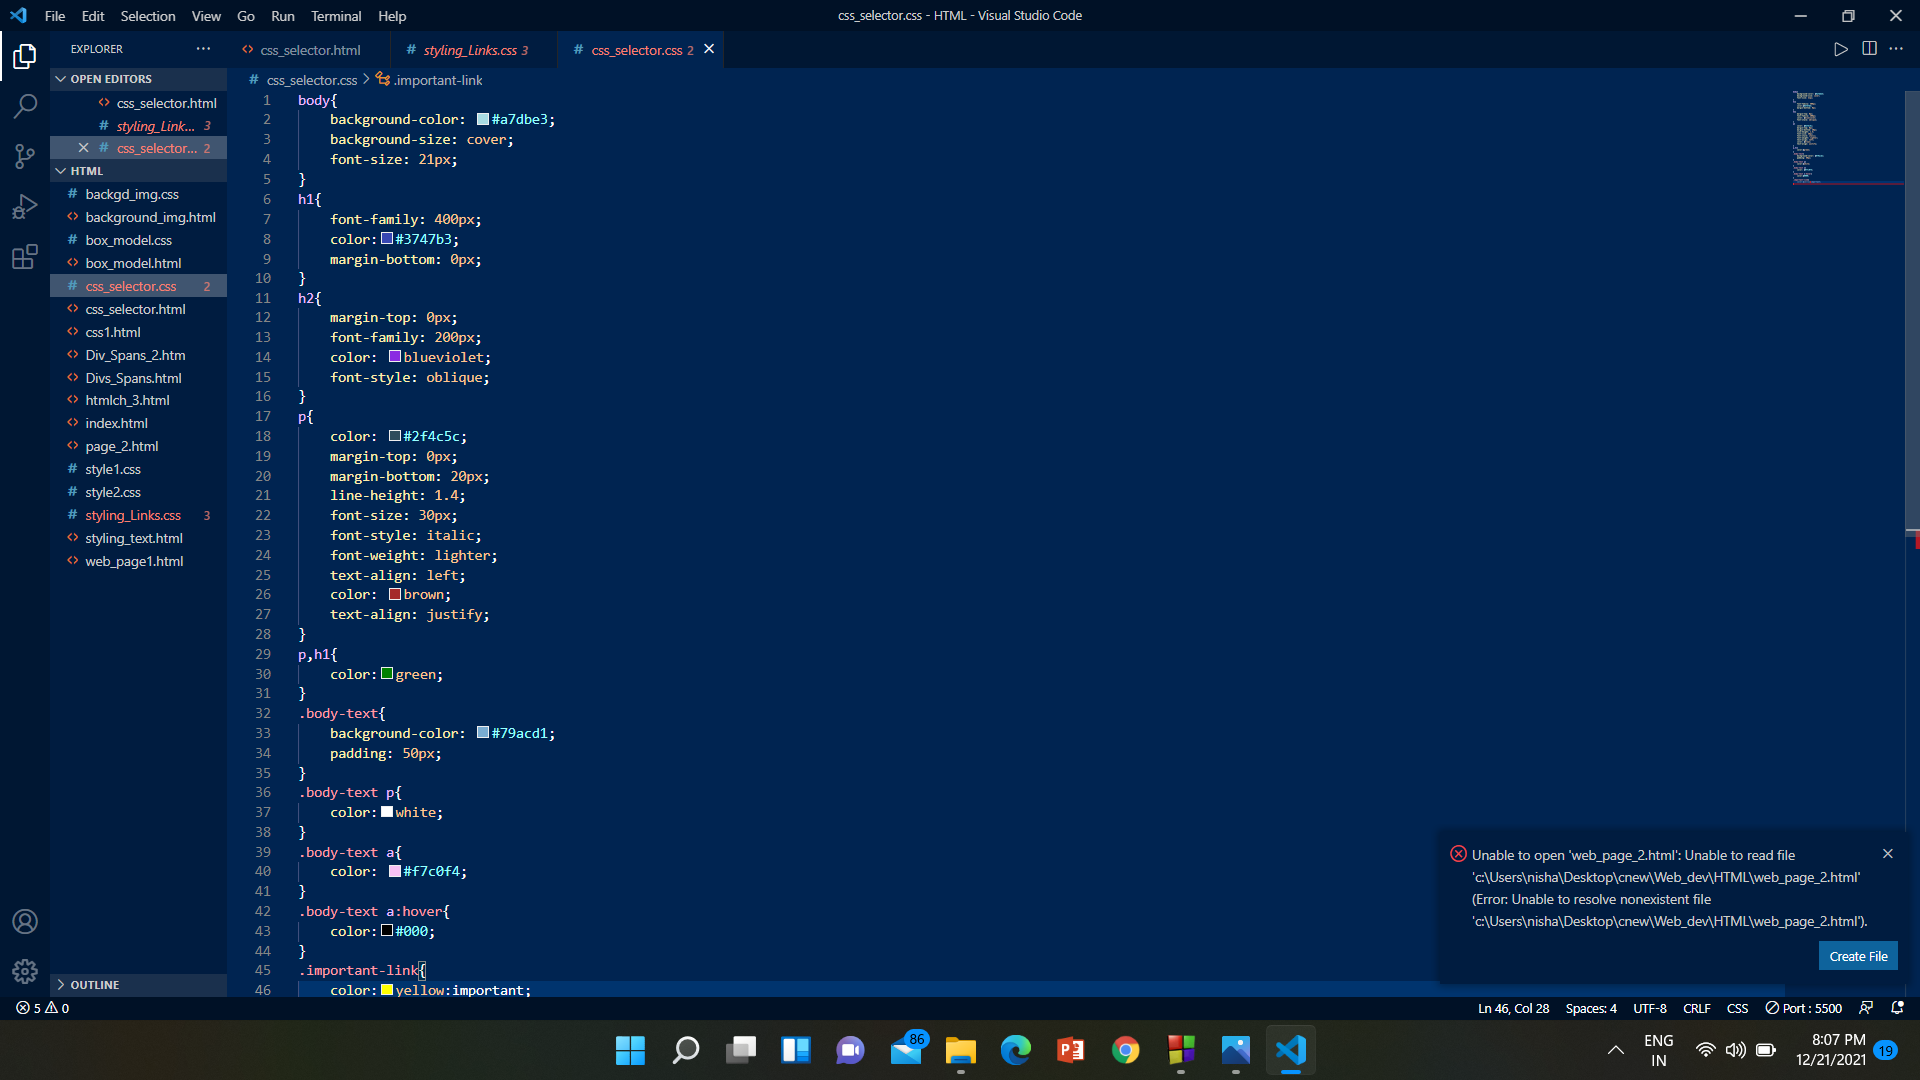 File Edit Selection View Go Run Terminal Help
css_selector.css - HTML - Visual Studio Code
EXPLORER
css_selector.html
# styling_Links.css 3
# css_selector.css 2
OPEN EDITORS
css_selector.html
# styling_Link... 3
# css_selector... 2
HTML
# backgd_img.css
background_img.html
# box_model.css
box_model.html
# css_selector.css 2
css_selector.html
css1.html
Div_Spans_2.htm
Divs_Spans.html
htmlch_3.html
index.html
page_2.html
# style1.css
# style2.css
# styling_Links.css 3
styling_text.html
web_page1.html
OUTLINE
# css_selector.css > .important-link
1 body{
2 background-color: #a7dbe3;
3 background-size: cover;
4 font-size: 21px;
5 }
6 h1{
7 font-family: 400px;
8 color: #3747b3;
9 margin-bottom: 0px;
10 }
11 h2{
12 margin-top: 0px;
13 font-family: 200px;
14 color: blueviolet;
15 font-style: oblique;
16 }
17 p{
18 color: #2f4c5c;
19 margin-top: 0px;
20 margin-bottom: 20px;
21 line-height: 1.4;
22 font-size: 30px;
23 font-style: italic;
24 font-weight: lighter;
25 text-align: left;
26 color: brown;
27 text-align: justify;
28 }
29 p,h1{
30 color: green;
31 }
32 .body-text{
33 background-color: #79acd1;
34 padding: 50px;
35 }
36 .body-text p{
37 color: white;
38 }
39 .body-text a{
40 color: #f7c0f4;
41 }
42 .body-text a:hover{
43 color: #000;
44 }
45 .important-link{
46 color: yellow:important;
Unable to open 'web_page_2.html': Unable to read file
'c:\Users\nisha\Desktop\cnew\Web_dev\HTML\web_page_2.html'
(Error: Unable to resolve nonexistent file
'c:\Users\nisha\Desktop\cnew\Web_dev\HTML\web_page_2.html').
Create File
5 0
Ln 46, Col 28 Spaces: 4 UTF-8 CRLF CSS Port : 5500
86
ENG
IN
8:07 PM
12/21/2021
19